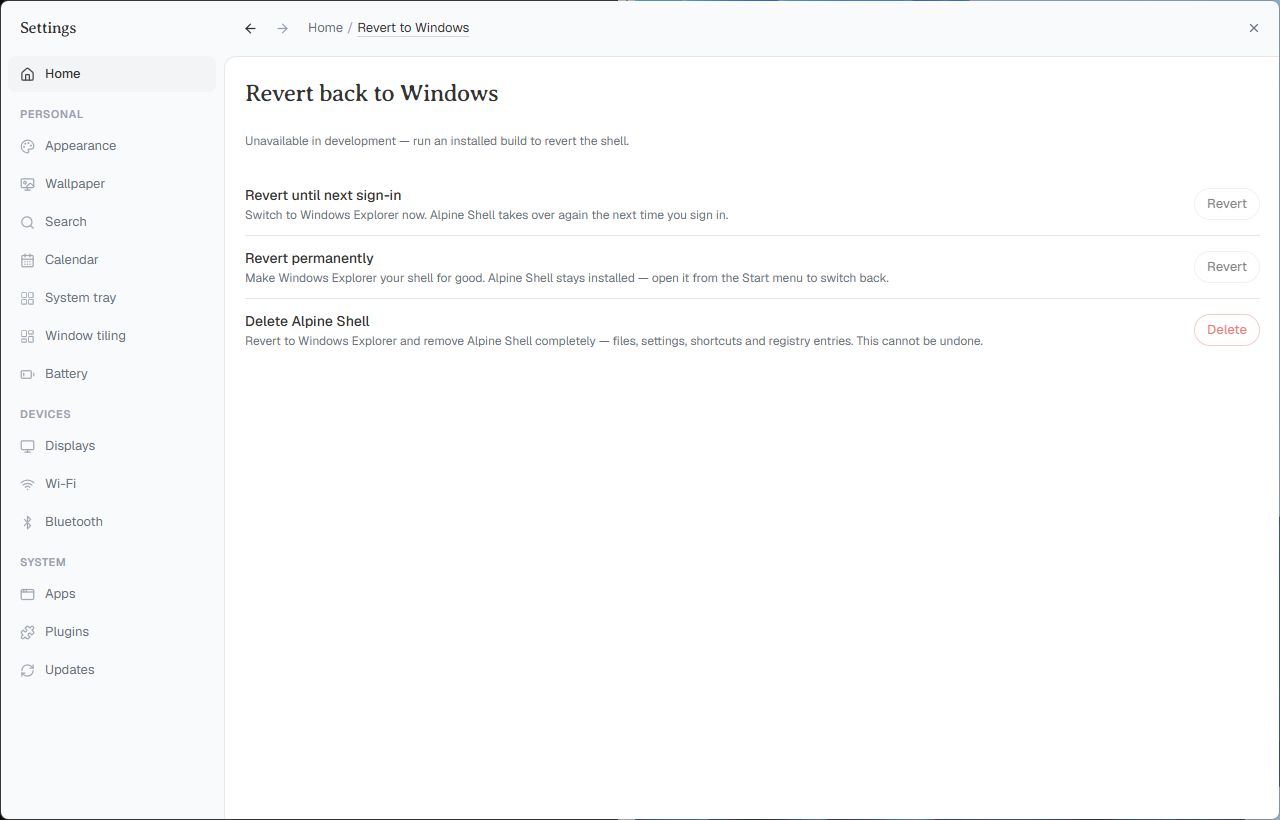 Settings
Home / Revert to Windows
Home
PERSONAL
Appearance
Wallpaper
Search
Calendar
System tray
Window tiling
Battery
DEVICES
Displays
Wi-Fi
Bluetooth
SYSTEM
Apps
Plugins
Updates
Revert back to Windows
Unavailable in development — run an installed build to revert the shell.
Revert until next sign-in
Switch to Windows Explorer now. Alpine Shell takes over again the next time you sign in.
Revert
Revert permanently
Make Windows Explorer your shell for good. Alpine Shell stays installed — open it from the Start menu to switch back.
Revert
Delete Alpine Shell
Revert to Windows Explorer and remove Alpine Shell completely — files, settings, shortcuts and registry entries. This cannot be undone.
Delete